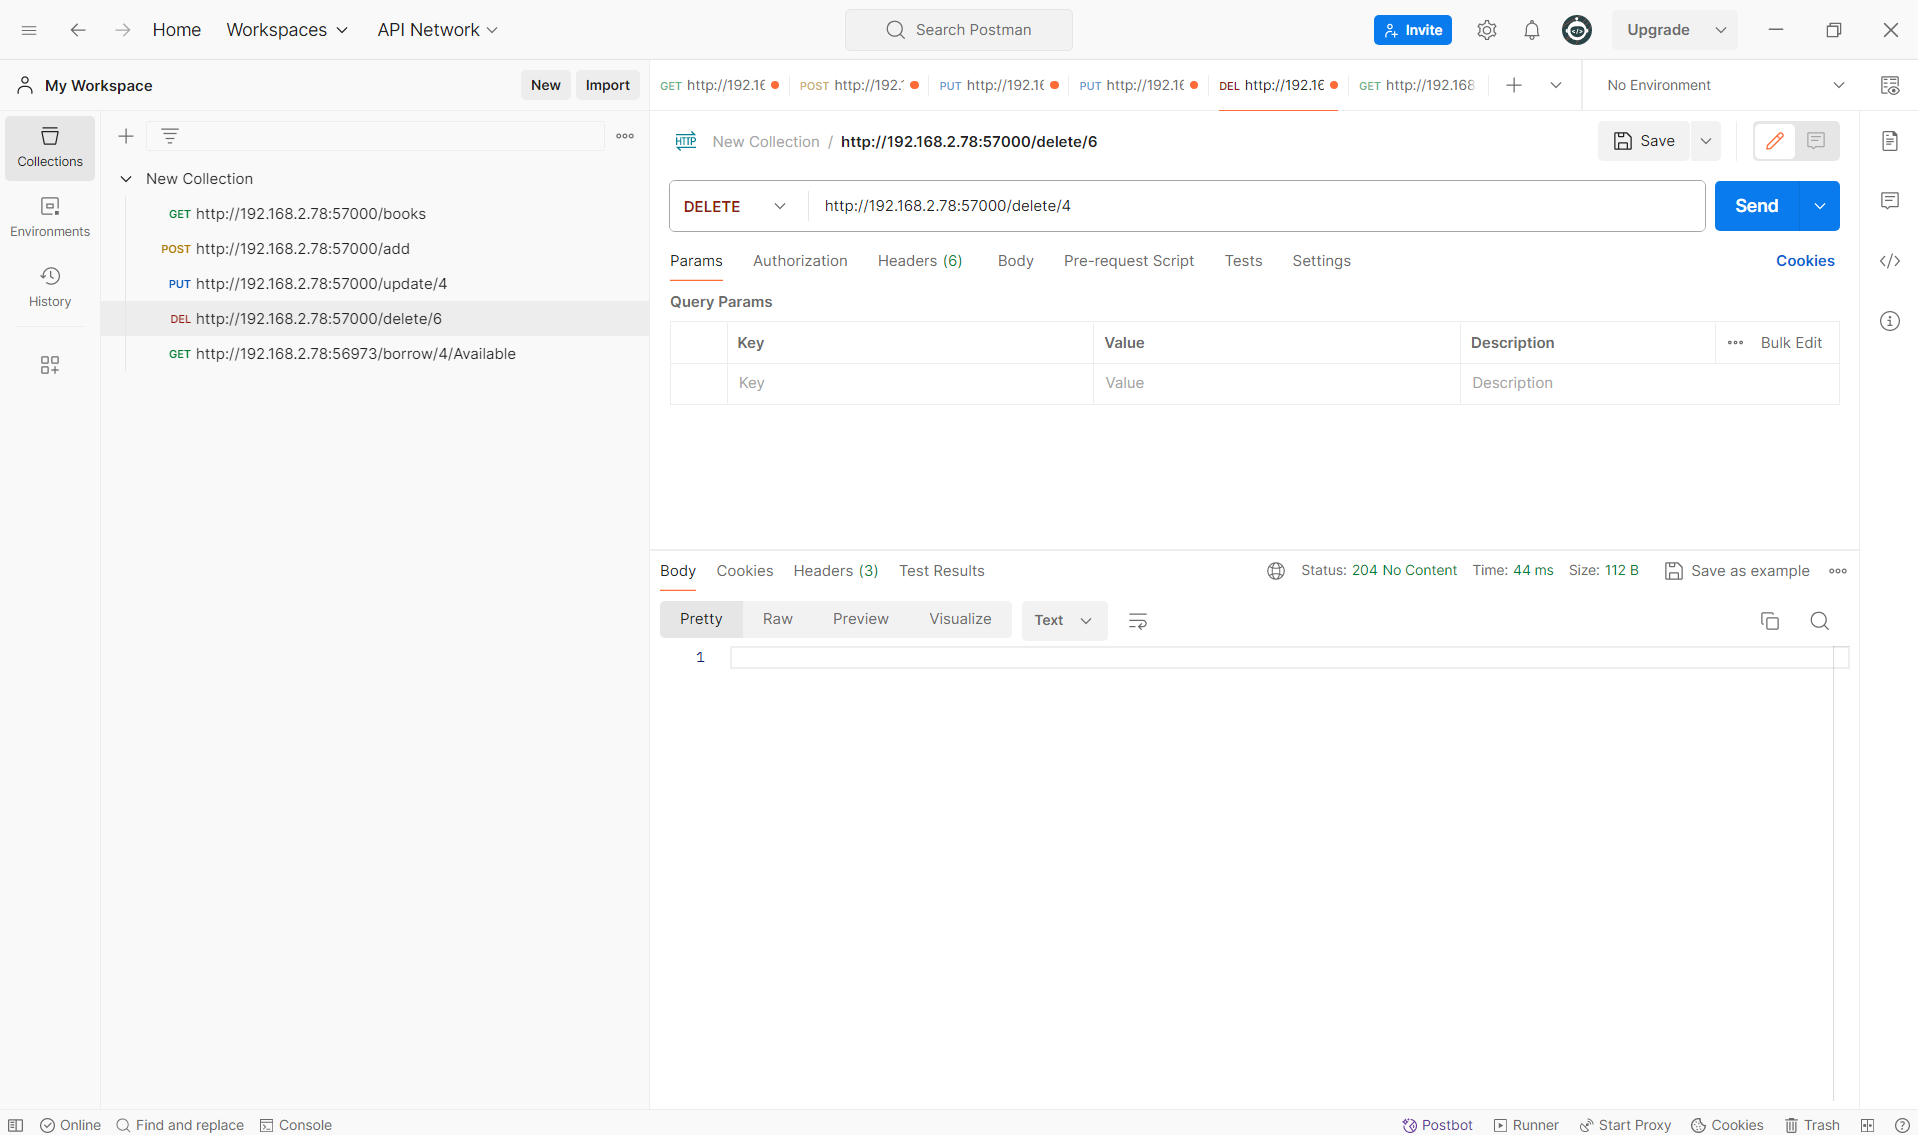 Home Workspaces API Network Search Postman Invite Upgrade
My Workspace New Import GET http://192.16 POST http://192.1 PUT http://192.16 PUT http://192.16 DEL http://192.16 GET http://192.168 No Environment
Collections
Environments
History
New Collection
GET http://192.168.2.78:57000/books
POST http://192.168.2.78:57000/add
PUT http://192.168.2.78:57000/update/4
DEL http://192.168.2.78:57000/delete/6
GET http://192.168.2.78:56973/borrow/4/Available
HTTP New Collection / http://192.168.2.78:57000/delete/6 Save
DELETE http://192.168.2.78:57000/delete/4 Send
Params Authorization Headers (6) Body Pre-request Script Tests Settings Cookies
Query Params
Key Value Description Bulk Edit
Key Value Description
Body Cookies Headers (3) Test Results Status: 204 No Content Time: 44 ms Size: 112 B Save as example
Pretty Raw Preview Visualize Text
1
Online Find and replace Console Postbot Runner Start Proxy Cookies Trash